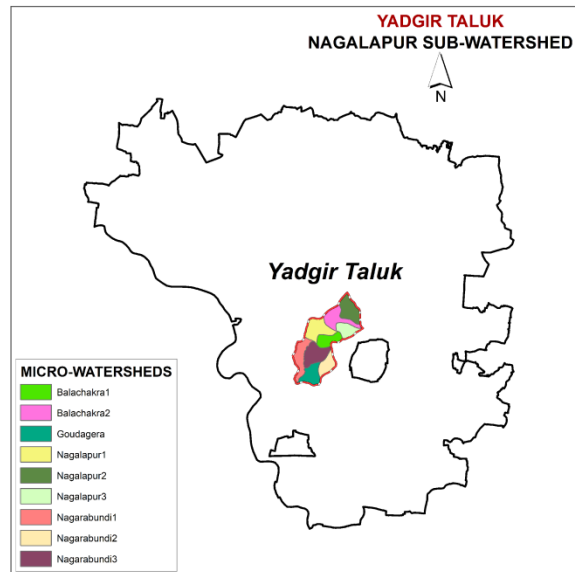 YADGIR TALUK
NAGALAPUR SUB-WATERSHED
N
Yadgir Taluk
MICRO-WATERSHEDS
Balachakra1
Balachakra2
Goudagera
Nagalapur1
Nagalapur2
Nagalapur3
Nagarabundi1
Nagarabundi2
Nagarabundi3